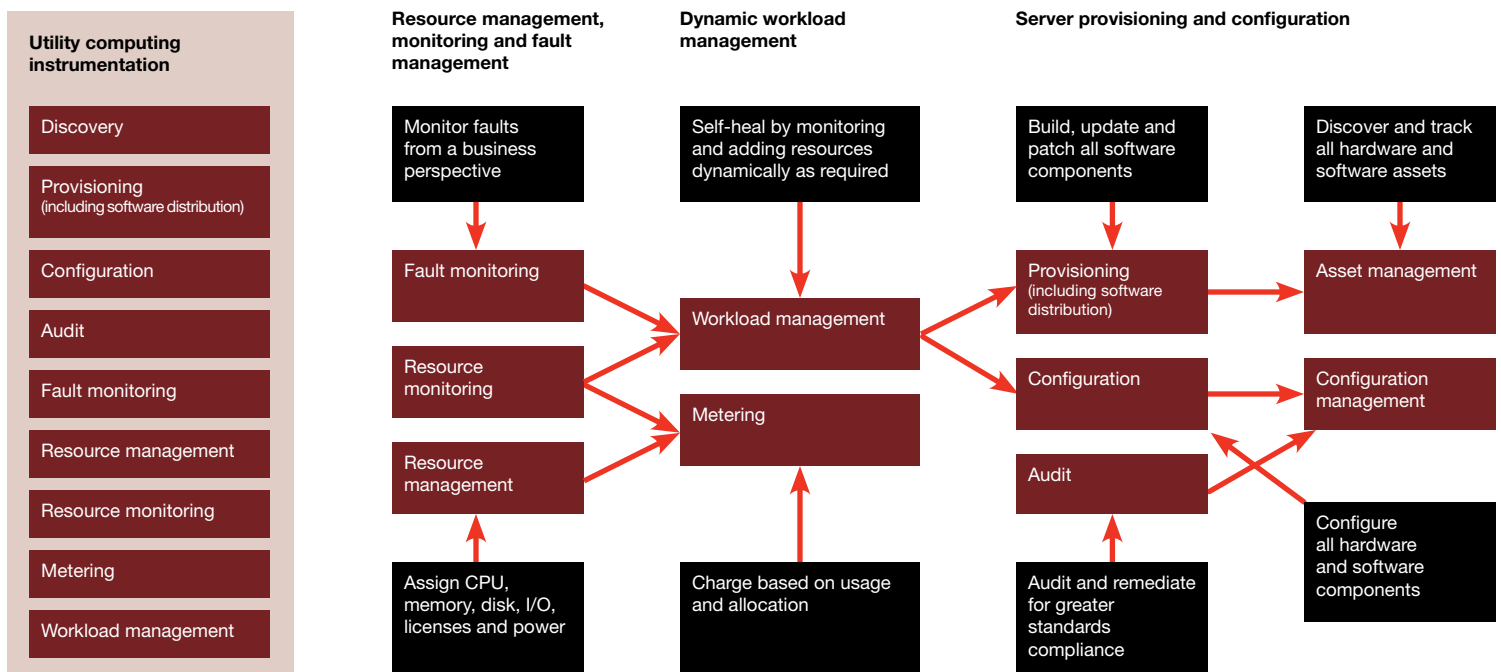 Utility computing
instrumentation
Discovery
Provisioning
(including software distribution)
Configuration
Audit
Fault monitoring
Resource management
Resource monitoring
Metering
Workload management
Resource management,
monitoring and fault
management
Dynamic workload
management
Server provisioning and configuration
Monitor faults
from a business
perspective
Self-heal by monitoring
and adding resources
dynamically as required
Build, update and
patch all software
components
Discover and track
all hardware and
software assets
Fault monitoring
Workload management
Provisioning
(including software
distribution)
Asset management
Resource
monitoring
Metering
Configuration
Configuration
management
Resource
management
Audit
Assign CPU,
memory, disk, I/O,
licenses and power
Charge based on usage
and allocation
Audit and remediate
for greater
standards
compliance
Configure
all hardware
and software
components